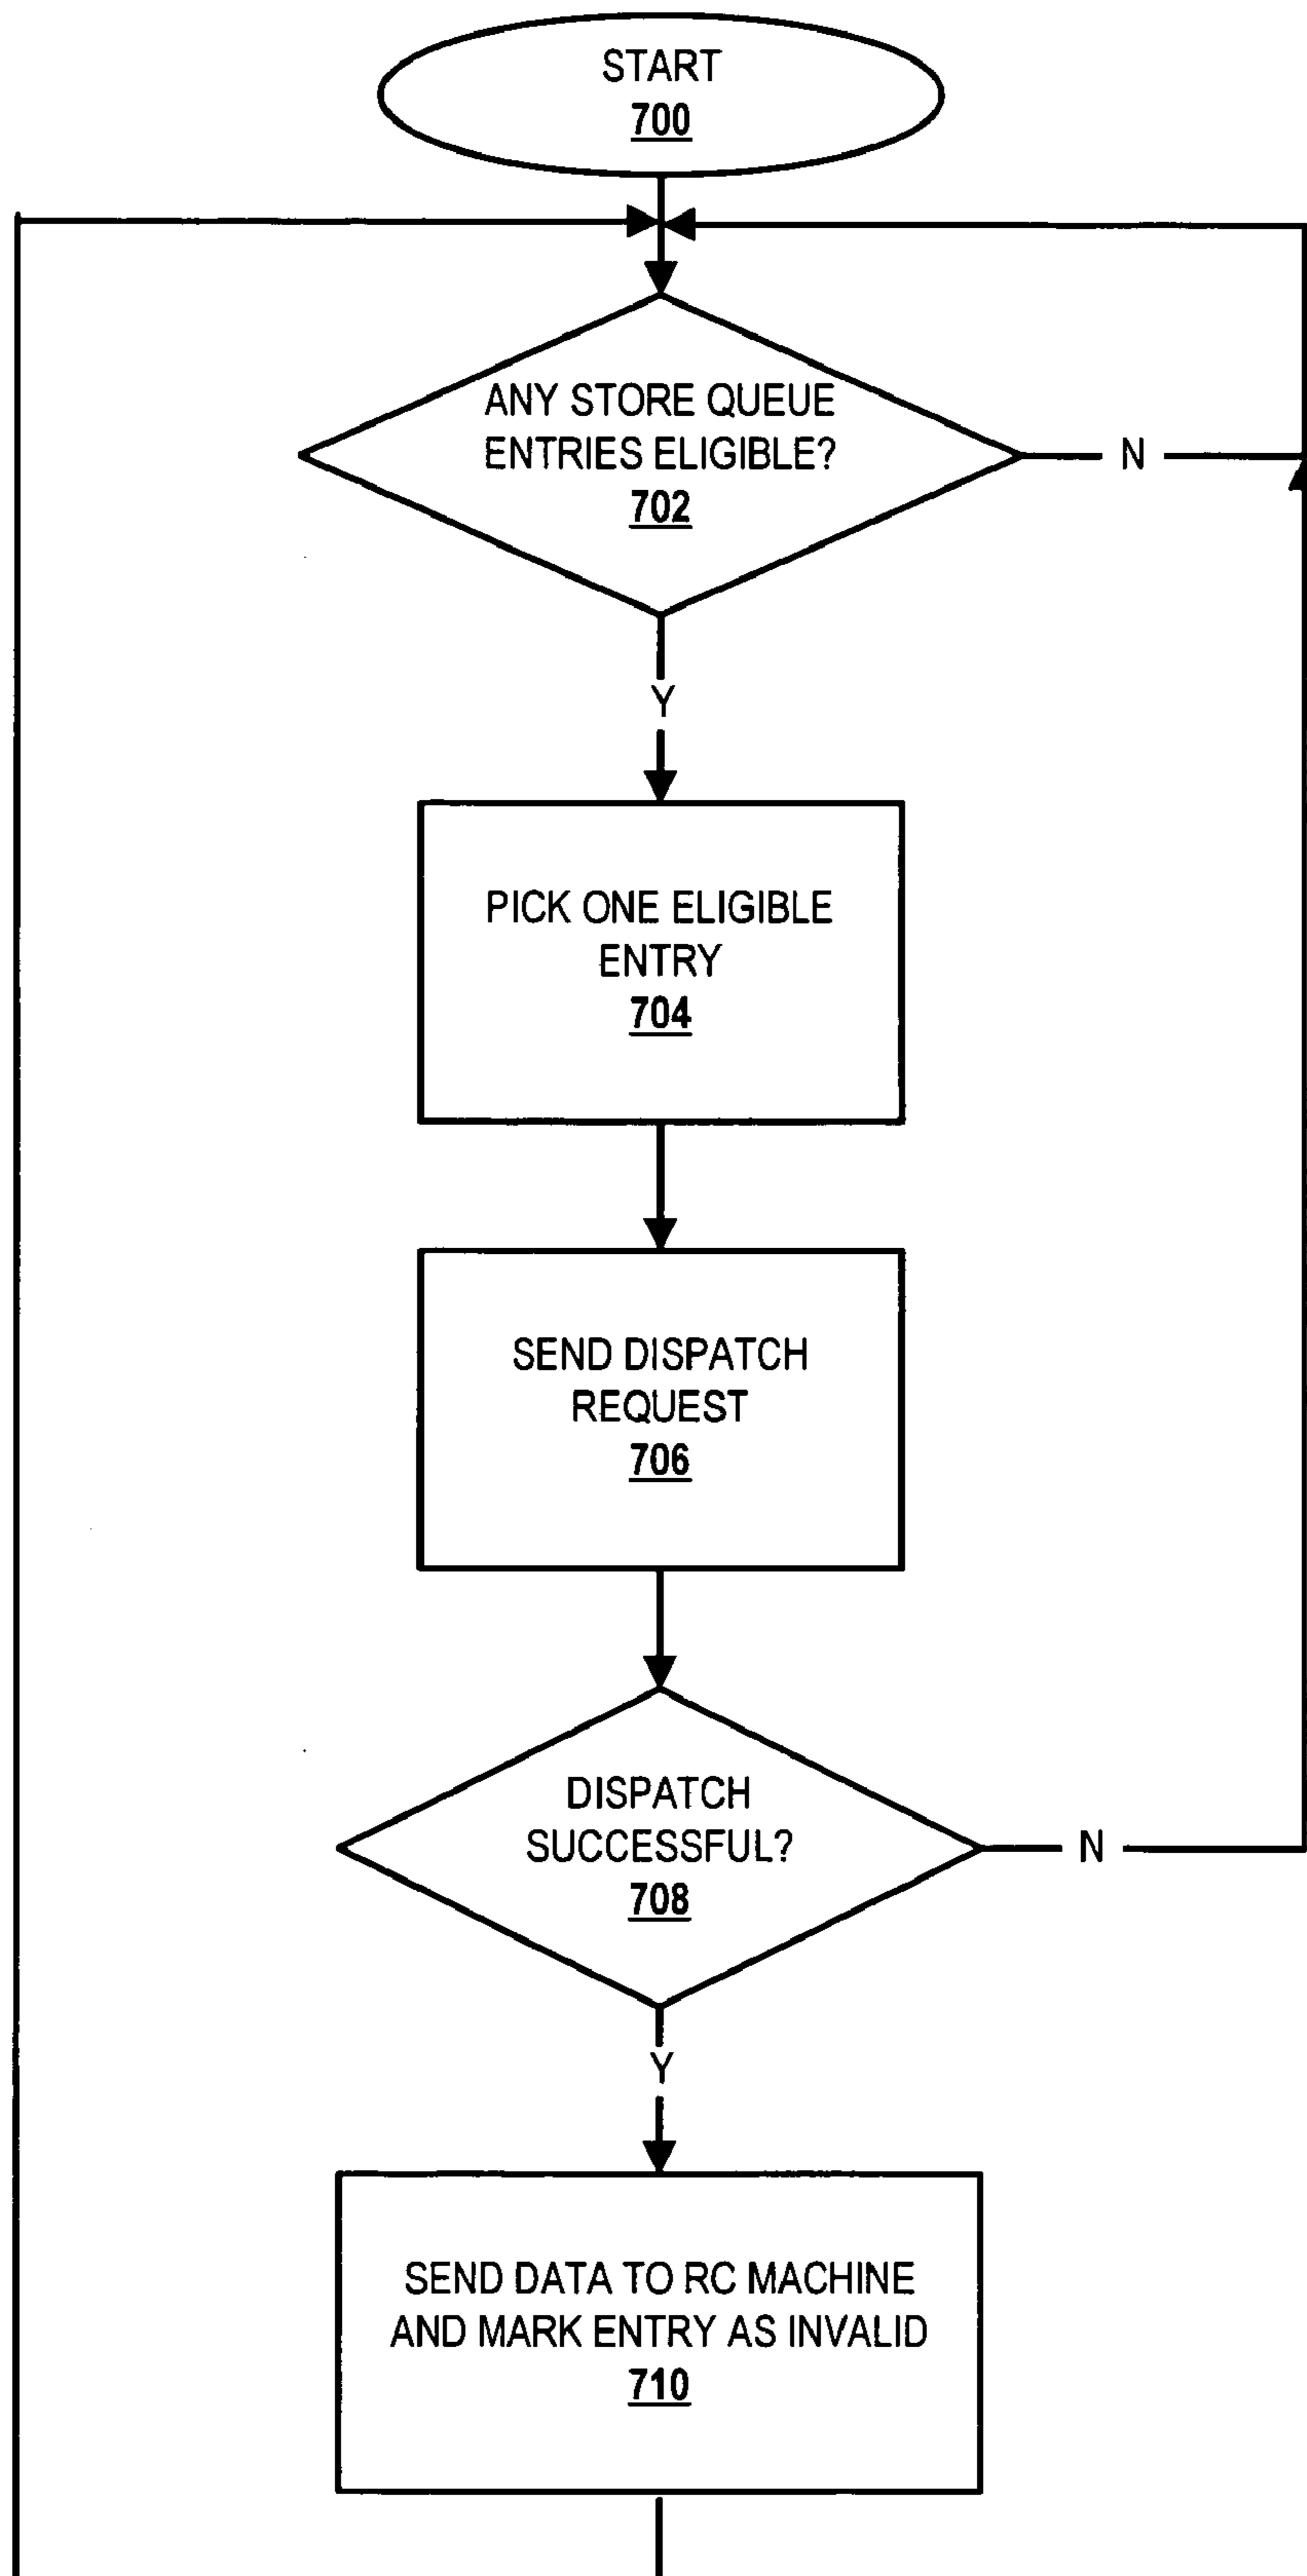 START
700
ANY STORE QUEUE
ENTRIES ELIGIBLE?
702
N
Y
PICK ONE ELIGIBLE
ENTRY
704
SEND DISPATCH
REQUEST
706
DISPATCH
SUCCESSFUL?
708
N
Y
SEND DATA TO RC MACHINE
AND MARK ENTRY AS INVALID
710